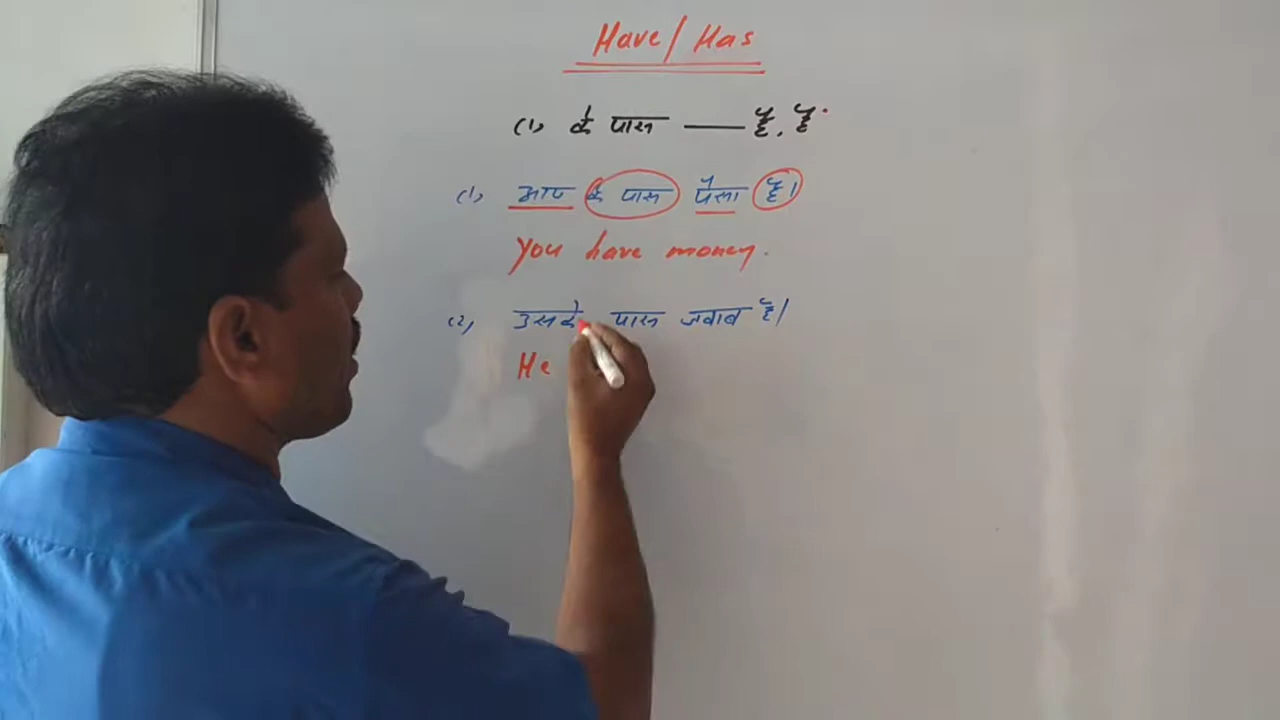 Have/Has
(1) के पास —— है, हैं
(1) आप के पास पैसा है।
You have money.
(2) उसके पास जवाब है।
He